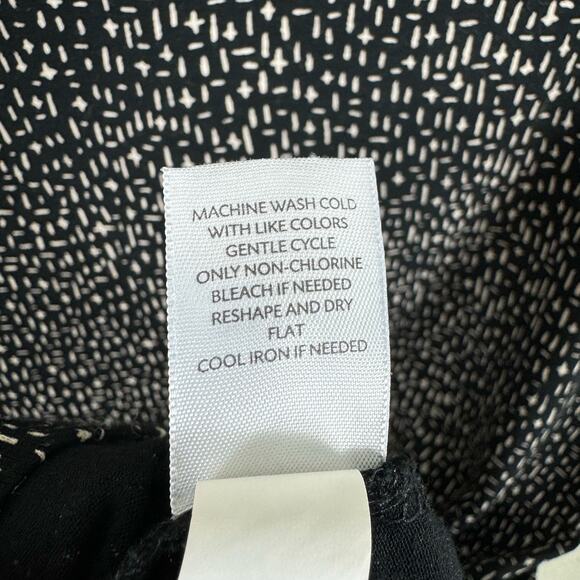 MACHINE WASH COLD
WITH LIKE COLORS
GENTLE CYCLE
ONLY NON-CHLORINE
BLEACH IF NEEDED
RESHAPE AND DRY
FLAT
COOL IRON IF NEEDED